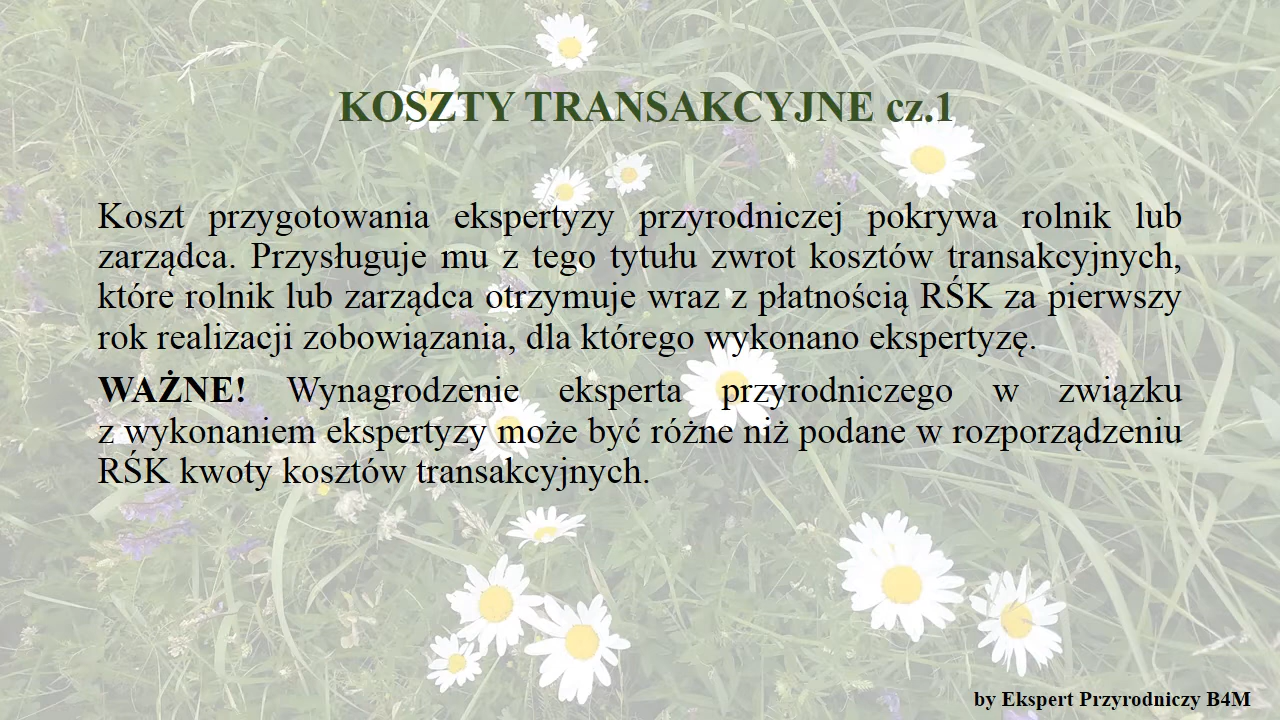 KOSZTY TRANSAKCYJNE cz.1
Koszt przygotowania ekspertyzy przyrodniczej pokrywa rolnik lub
zarządca. Przysługuje mu z tego tytułu zwrot kosztów transakcyjnych,
które rolnik lub zarządca otrzymuje wraz z płatnością RŚK za pierwszy
rok realizacji zobowiązania, dla którego wykonano ekspertyzę.
WAŻNE! Wynagrodzenie eksperta przyrodniczego w związku
z wykonaniem ekspertyzy może być różne niż podane w rozporządzeniu
RŚK kwoty kosztów transakcyjnych.
by Ekspert Przyrodniczy B4M